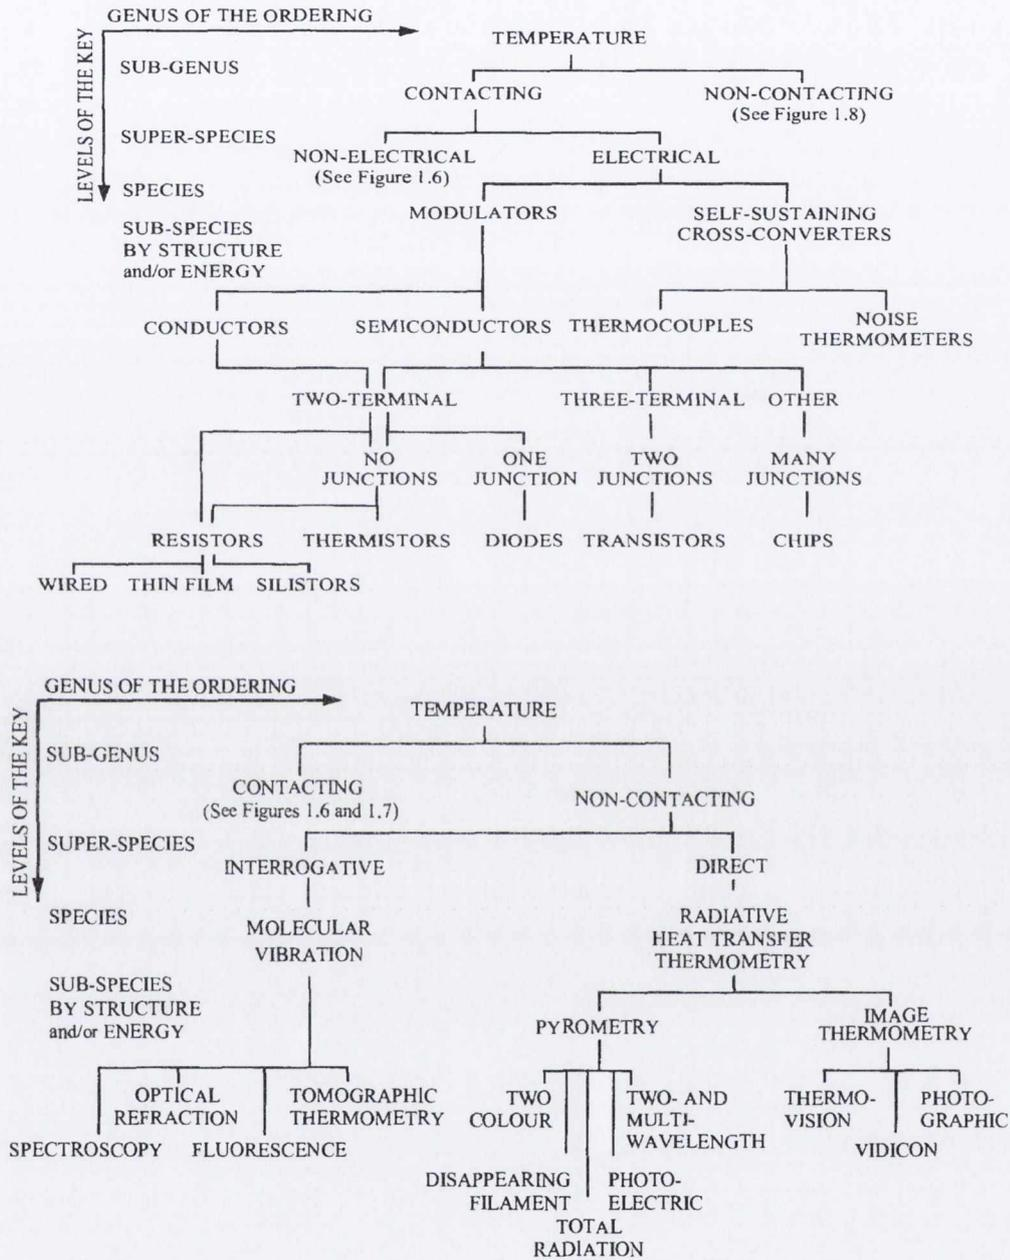 GENUS OF THE ORDERING
LEVELS OF THE KEY
TEMPERATURE
SUB-GENUS
CONTACTING
NON-CONTACTING
(See Figure 1.8)
SUPER-SPECIES
NON-ELECTRICAL
(See Figure 1.6)
ELECTRICAL
SPECIES
MODULATORS
SELF-SUSTAINING
CROSS-CONVERTERS
SUB-SPECIES
BY STRUCTURE
and/or ENERGY
CONDUCTORS
SEMICONDUCTORS
THERMOCOUPLES
NOISE
THERMOMETERS
TWO-TERMINAL
THREE-TERMINAL
OTHER
NO
JUNCTIONS
ONE
JUNCTION
TWO
JUNCTIONS
MANY
JUNCTIONS
RESISTORS
THERMISTORS
DIODES
TRANSISTORS
CHIPS
WIRED
THIN FILM
SILISTORS
GENUS OF THE ORDERING
LEVELS OF THE KEY
TEMPERATURE
SUB-GENUS
CONTACTING
(See Figures 1.6 and 1.7)
NON-CONTACTING
SUPER-SPECIES
INTERROGATIVE
DIRECT
SPECIES
MOLECULAR
VIBRATION
RADIATIVE
HEAT TRANSFER
THERMOMETRY
SUB-SPECIES
BY STRUCTURE
and/or ENERGY
PYROMETRY
IMAGE
THERMOMETRY
OPTICAL
REFRACTION
TOMOGRAPHIC
THERMOMETRY
TWO
COLOUR
TWO- AND
MULTI-
WAVELENGTH
THERMO-
VISION
PHOTO-
GRAPHIC
SPECTROSCOPY
FLUORESCENCE
VIDICON
DISAPPEARING
FILAMENT
PHOTO-
ELECTRIC
TOTAL
RADIATION